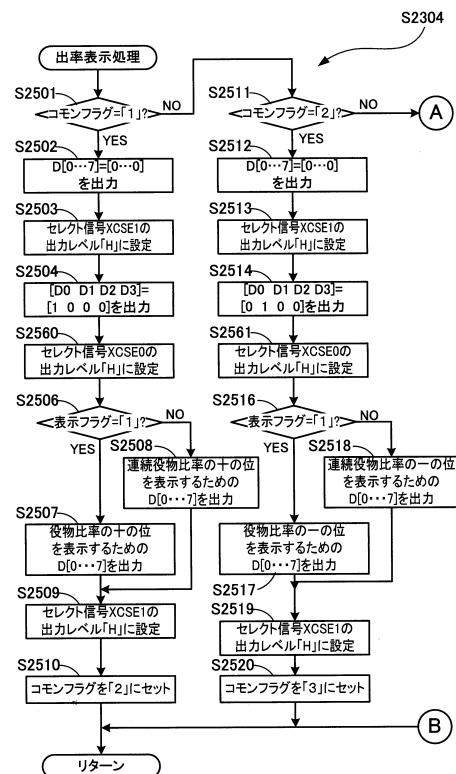 S2304
出率表示処理
S2501
コモンフラグ=「1」?
NO
YES
S2502
D[0…7]=[0…0]
を出力
S2503
セレクト信号XCSE1の
出力レベル「H」に設定
S2504
[D0 D1 D2 D3]=
[1 0 0 0]を出力
S2560
セレクト信号XCSE0の
出力レベル「H」に設定
S2506
表示フラグ=「1」?
NO
YES
S2508
連続役物比率の十の位
を表示するための
D[0…7]を出力
S2507
役物比率の十の位
を表示するための
D[0…7]を出力
S2509
セレクト信号XCSE1の
出力レベル「H」に設定
S2510
コモンフラグを「2」にセット
リターン
S2511
コモンフラグ=「2」?
NO
A
YES
S2512
D[0…7]=[0…0]
を出力
S2513
セレクト信号XCSE1の
出力レベル「H」に設定
S2514
[D0 D1 D2 D3]=
[0 1 0 0]を出力
S2561
セレクト信号XCSE0の
出力レベル「H」に設定
S2516
表示フラグ=「1」?
NO
YES
S2518
連続役物比率の一の位
を表示するための
D[0…7]を出力
役物比率の一の位
を表示するための
D[0…7]を出力
S2517
S2519
セレクト信号XCSE1の
出力レベル「H」に設定
S2520
コモンフラグを「3」にセット
B